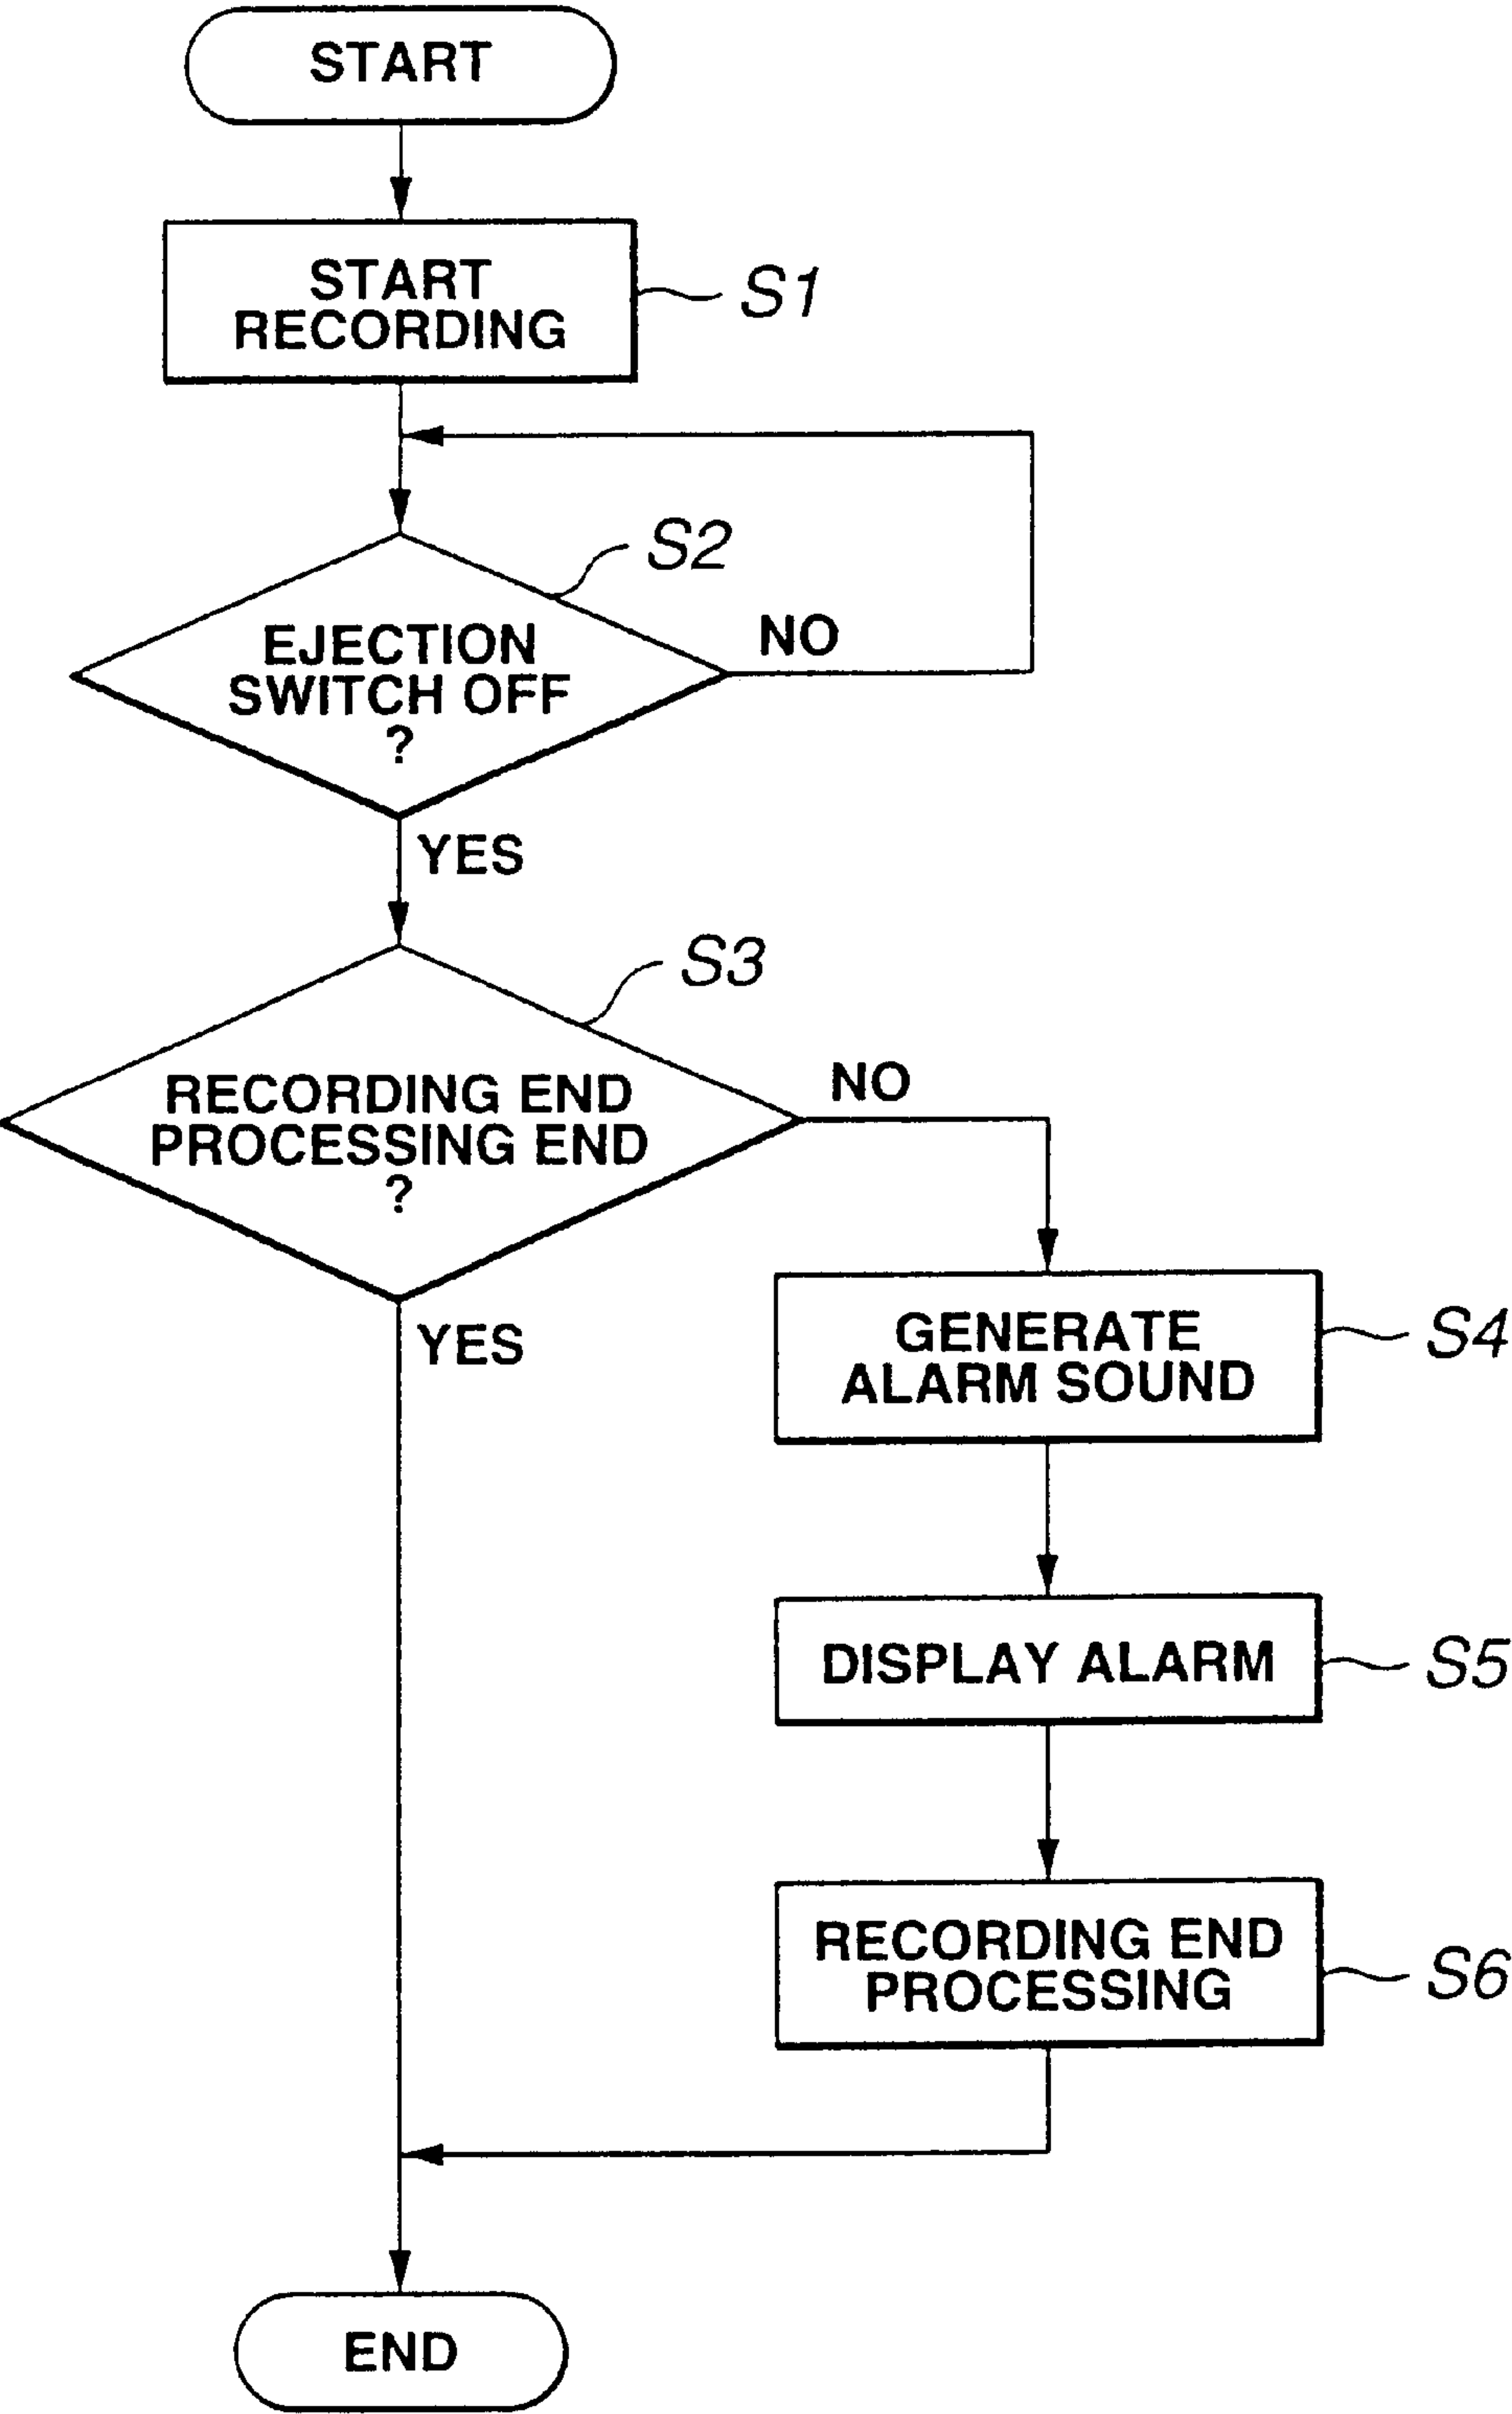 START
START
RECORDING
S1
S2
EJECTION
SWITCH OFF
?
NO
YES
S3
RECORDING END
PROCESSING END
?
NO
YES
GENERATE
ALARM SOUND
S4
DISPLAY ALARM
S5
RECORDING END
PROCESSING
S6
END